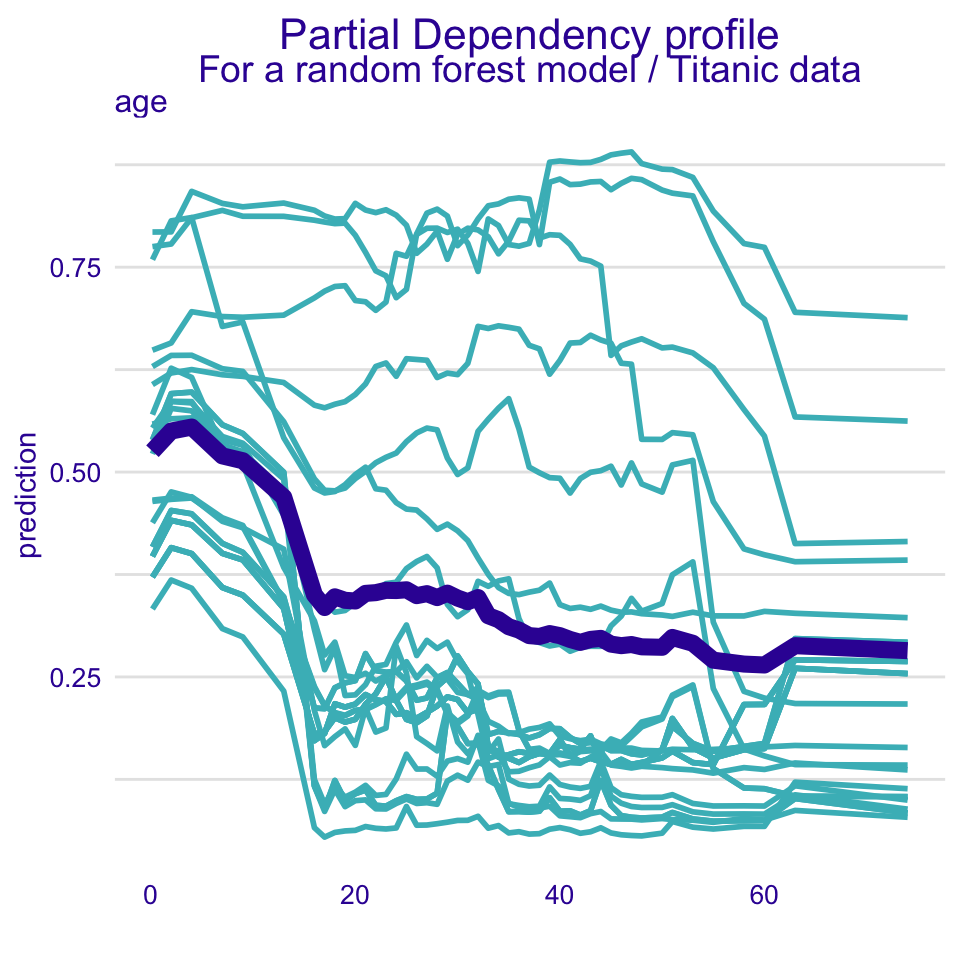 Partial Dependency profile
For a random forest model / Titanic data
age
prediction
0.75
0.50
0.25
0 20 40 60